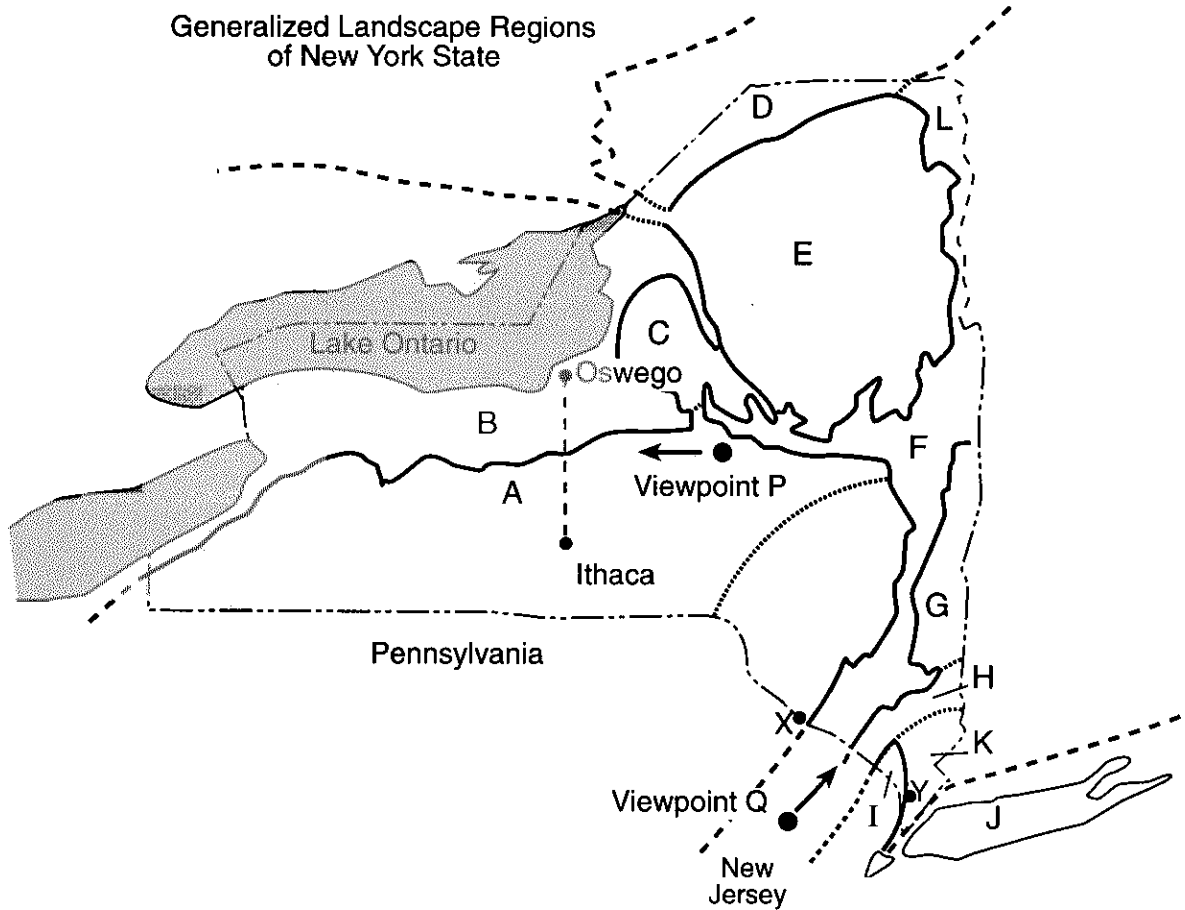 Generalized Landscape Regions
of New York State
D
L
E
C
Lake Ontario
Oswego
B
F
A
Viewpoint P
Ithaca
G
Pennsylvania
H
X
K
Viewpoint Q
I
Y
J
New
Jersey